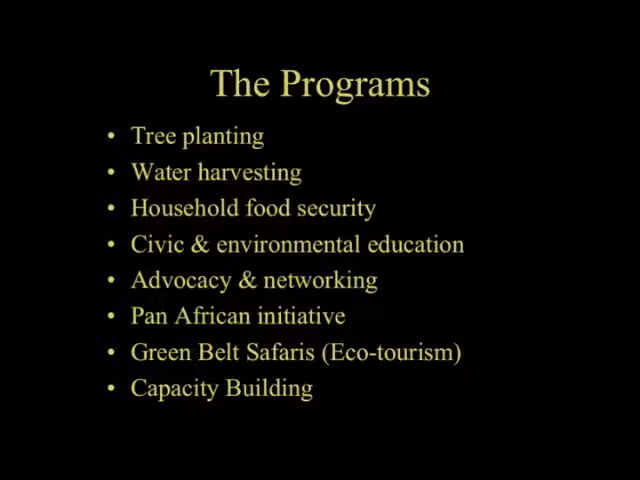 The Programs
• Tree planting
• Water harvesting
• Household food security
• Civic & environmental education
• Advocacy & networking
• Pan African initiative
• Green Belt Safaris (Eco-tourism)
• Capacity Building